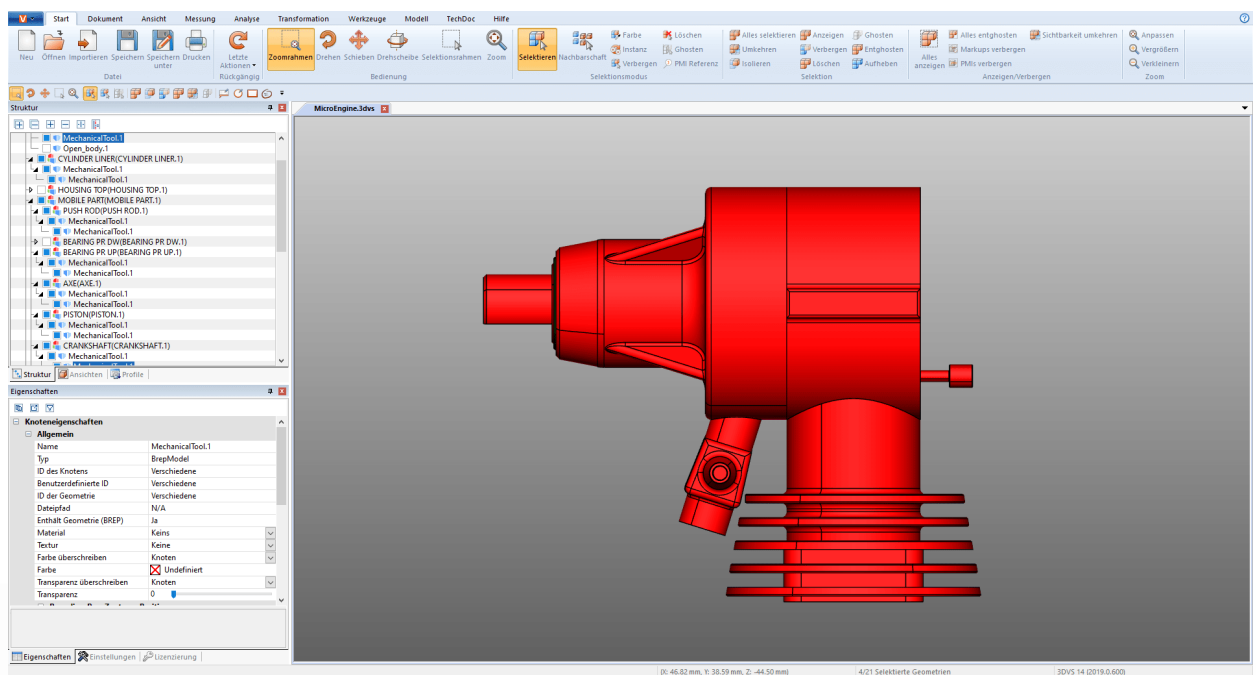 Start Dokument Ansicht Messung Analyse Transformation Werkzeuge Modell TechDoc Hilfe
Neu Öffnen Importieren Speichern Speichern unter Drucken
Datei
Letzte Aktionen
Rückgängig
Zoomrahmen Drehen Schieben Drehscheibe Selektionsrahmen Zoom
Bedienung
Selektieren Nachbarschaft
Farbe Löschen
Instanz Ghosten
Verbergen PMI Referenz
Selektionsmodus
Alles selektieren Anzeigen Ghosten
Umkehren Verbergen Entghosten
Isolieren Löschen Aufheben
Selektion
Alles anzeigen
Alles entghosten Sichtbarkeit umkehren
Markups verbergen
PMIs verbergen
Anzeigen/Verbergen
Anpassen
Vergrößern
Verkleinern
Zoom
Struktur
MicroEngine.3dvs
MechanicalTool.1
Open_body.1
CYLINDER LINER(CYLINDER LINER.1)
MechanicalTool.1
MechanicalTool.1
HOUSING TOP(HOUSING TOP.1)
MOBILE PART(MOBILE PART.1)
PUSH ROD(PUSH ROD.1)
MechanicalTool.1
MechanicalTool.1
BEARING PR DW(BEARING PR DW.1)
BEARING PR UP(BEARING PR UP.1)
MechanicalTool.1
MechanicalTool.1
AXE(AXE.1)
MechanicalTool.1
MechanicalTool.1
PISTON(PISTON.1)
MechanicalTool.1
MechanicalTool.1
CRANKSHAFT(CRANKSHAFT.1)
MechanicalTool.1
Struktur Ansichten Profile
Eigenschaften
Knoteneigenschaften
Allgemein
Name MechanicalTool.1
Typ BrepModel
ID des Knotens Verschiedene
Benutzerdefinierte ID Verschiedene
ID der Geometrie Verschiedene
Dateipfad N/A
Enthält Geometrie (BREP) Ja
Material Keins
Textur Keine
Farbe überschreiben Knoten
Farbe Undefiniert
Transparenz überschreiben Knoten
Transparenz 0
Eigenschaften Einstellungen Lizenzierung
(X: 46.82 mm, Y: 38.59 mm, Z: -44.50 mm) 4/21 Selektierte Geometrien 3DVS 14 (2019.0.600)